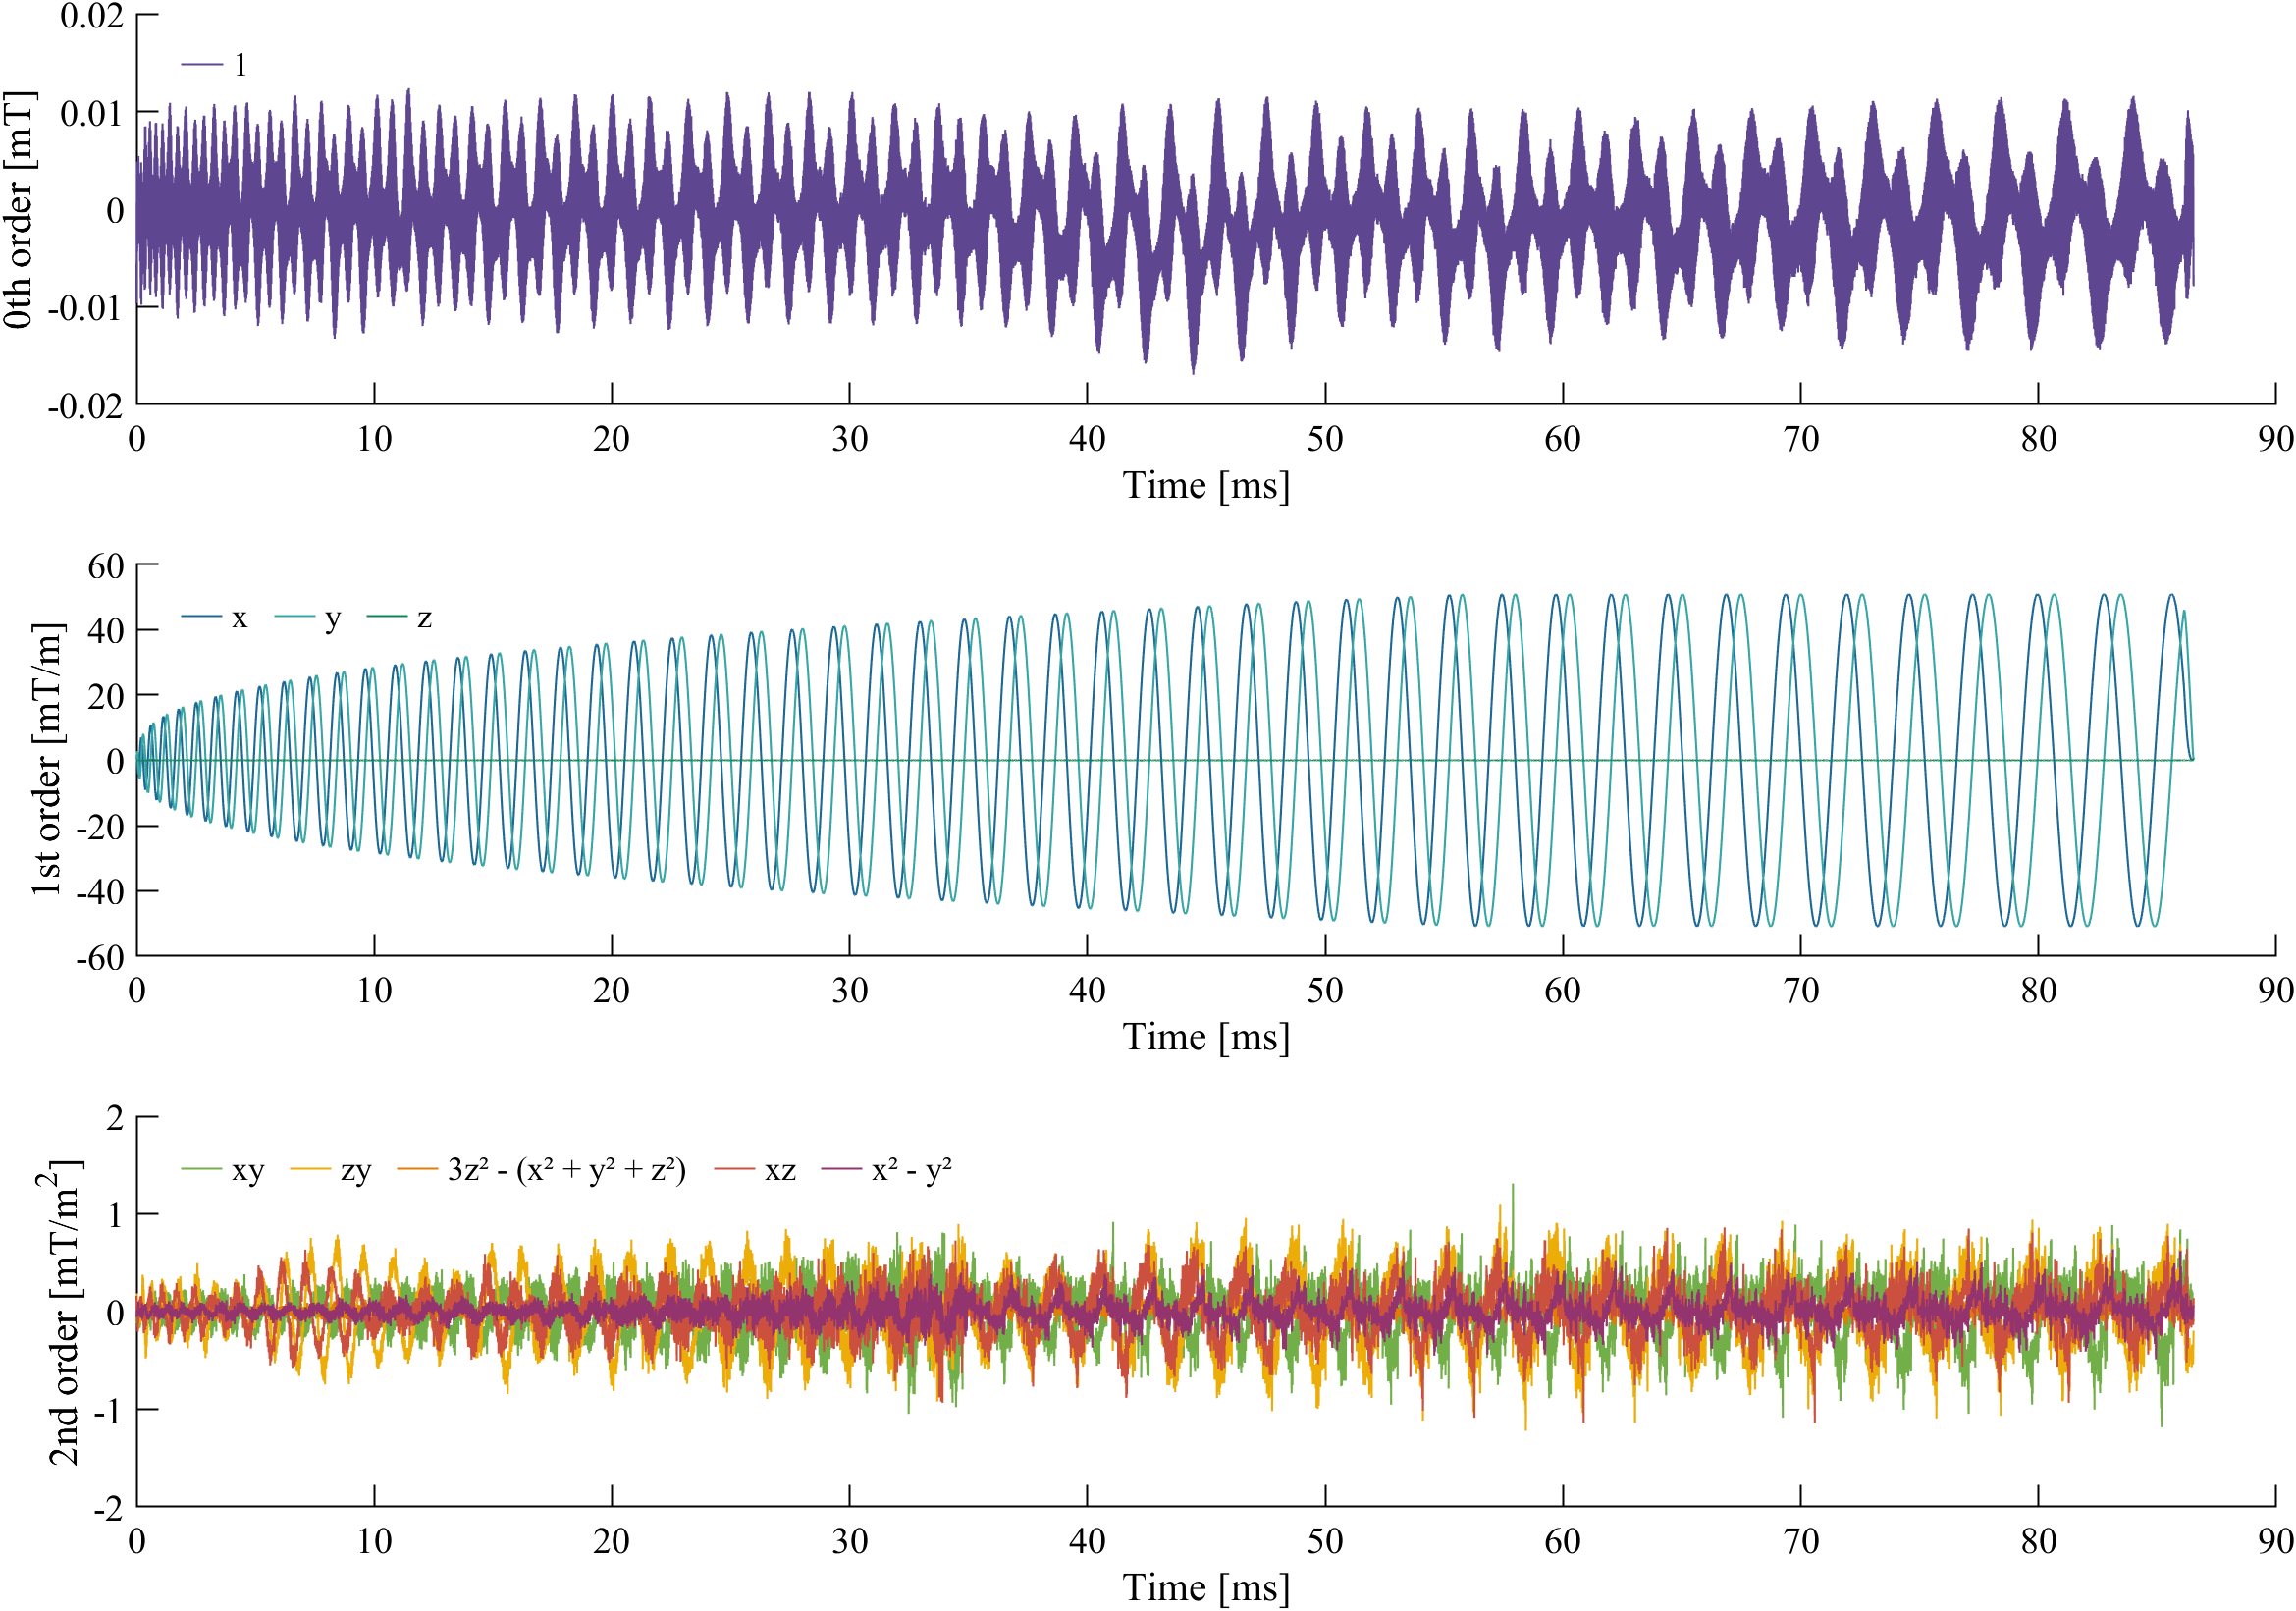 0th order [mT]
0.02
0.01
0
-0.01
-0.02
1
0 10 20 30 40 50 60 70 80 90
Time [ms]
1st order [mT/m]
60
40
20
0
-20
-40
-60
x y z
0 10 20 30 40 50 60 70 80 90
Time [ms]
2nd order [mT/m²]
2
1
0
-1
-2
xy zy 3z² - (x² + y² + z²) xz x² - y²
0 10 20 30 40 50 60 70 80 90
Time [ms]